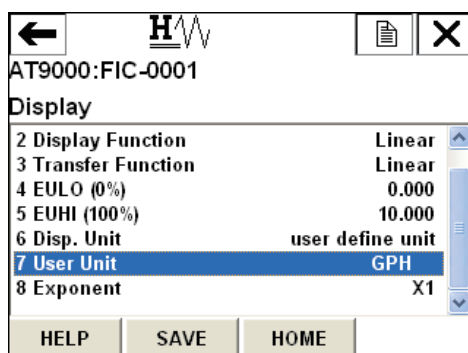 H
AT9000:FIC-0001
Display
2 Display Function Linear
3 Transfer Function Linear
4 EULO (0%) 0.000
5 EUHI (100%) 10.000
6 Disp. Unit user define unit
7 User Unit GPH
8 Exponent X1
HELP SAVE HOME